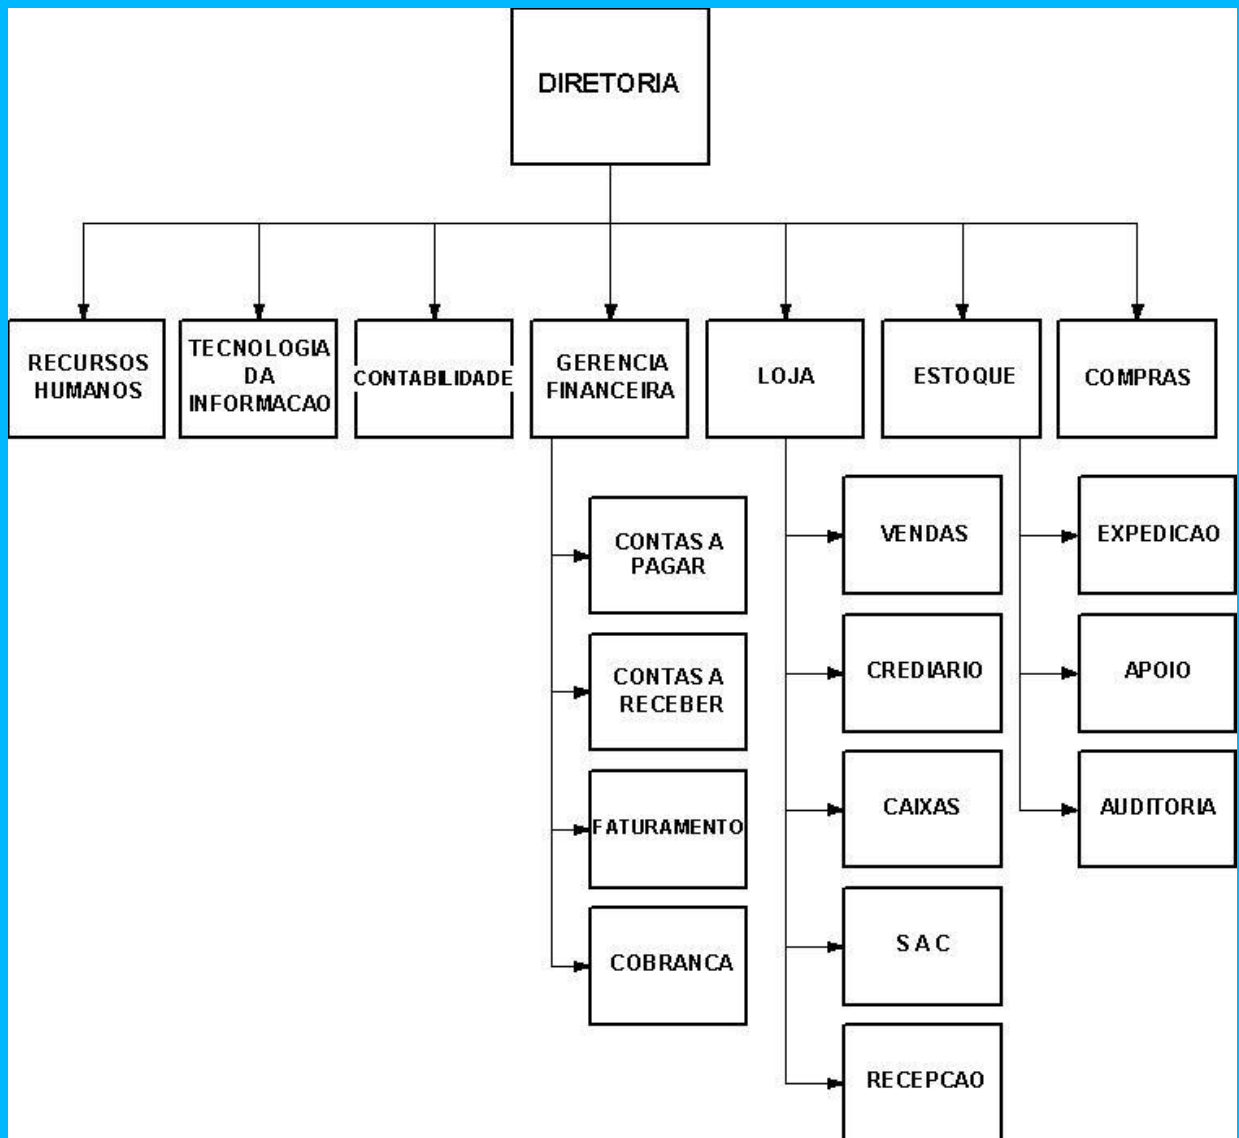 DIRETORIA
RECURSOS
HUMANOS
TECNOLOGIA
DA
INFORMACAO
CONTABILIDADE
GERENCIA
FINANCEIRA
LOJA
ESTOQUE
COMPRAS
CONTAS A
PAGAR
CONTAS A
RECEBER
FATURAMENTO
COBRANCA
VENDAS
CREDIARIO
CAIXAS
S A C
RECEPCAO
EXPEDICAO
APOIO
AUDITORIA